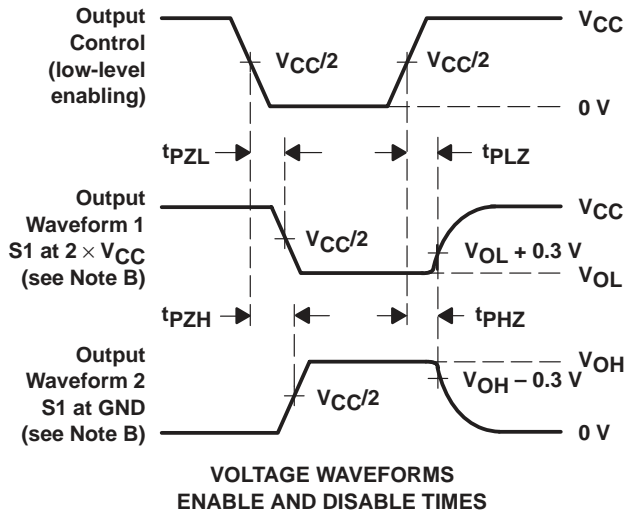 Output
Control
(low-level
enabling)
VCC/2
VCC/2
VCC
0 V
tPZL
tPLZ
Output
Waveform 1
S1 at 2 × VCC
(see Note B)
VCC/2
VCC
VOL + 0.3 V
VOL
tPZH
tPHZ
Output
Waveform 2
S1 at GND
(see Note B)
VCC/2
VOH
VOH – 0.3 V
0 V
VOLTAGE WAVEFORMS
ENABLE AND DISABLE TIMES